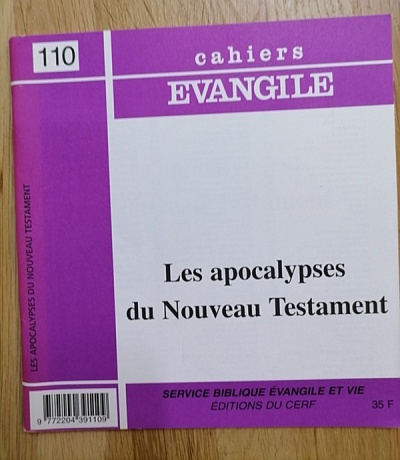 110
cahiers
EVANGILE
LES APOCALYPSES DU NOUVEAU TESTAMENT
Les apocalypses
du Nouveau Testament
9 772204 391109
SERVICE BIBLIQUE ÉVANGILE ET VIE
ÉDITIONS DU CERF
35 F